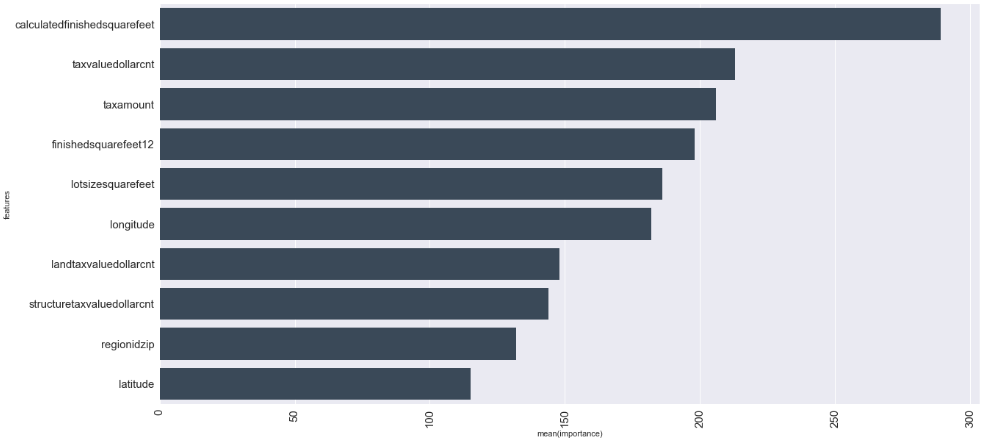 calculatedfinishedsquarefeet
taxvaluedollarcnt
taxamount
finishedsquarefeet12
lotsizesquarefeet
longitude
landtaxvaluedollarcnt
structuretaxvaluedollarcnt
regionidzip
latitude
features
0
50
100
150
200
250
300
mean(importance)